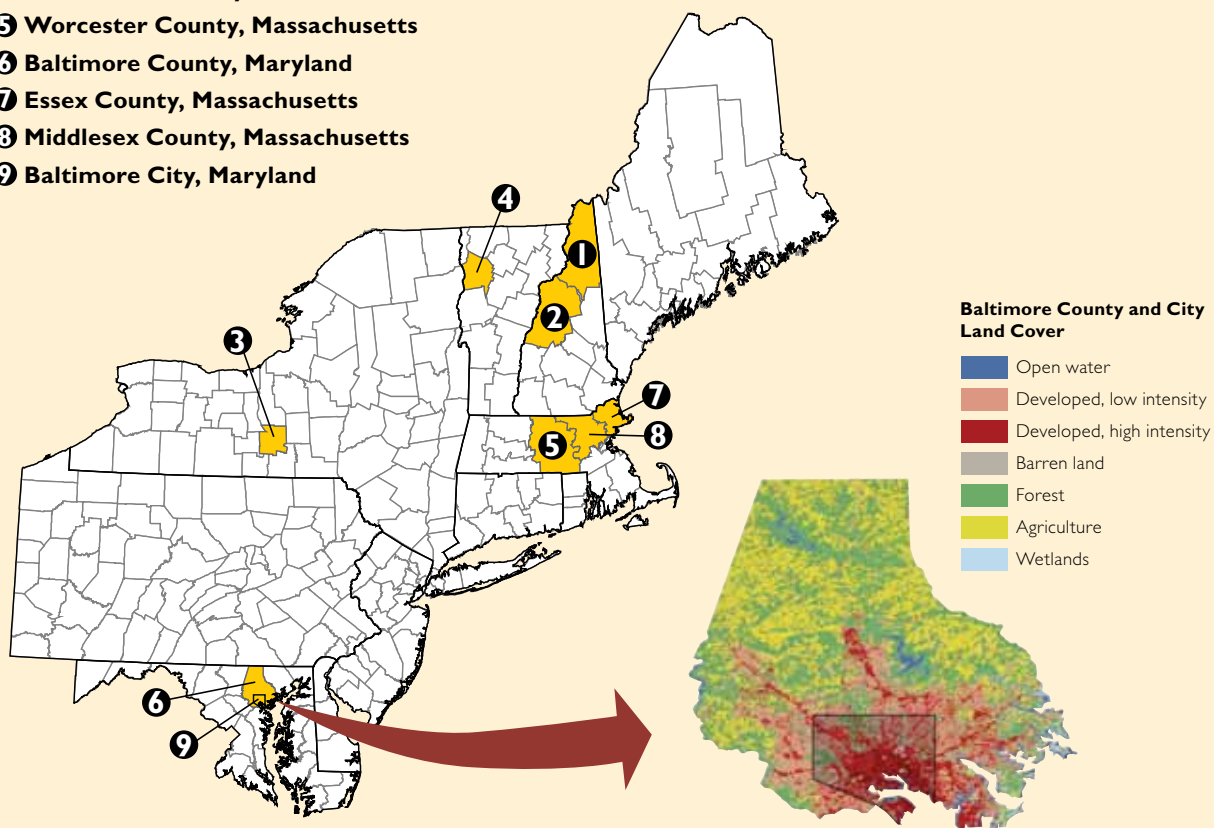 5 Worcester County, Massachusetts
6 Baltimore County, Maryland
7 Essex County, Massachusetts
8 Middlesex County, Massachusetts
9 Baltimore City, Maryland
4
1
2
3
7
8
5
6
9
Baltimore County and City
Land Cover
Open water
Developed, low intensity
Developed, high intensity
Barren land
Forest
Agriculture
Wetlands